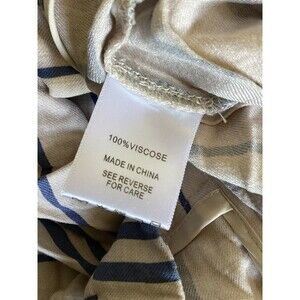 100%VISCOSE
MADE IN CHINA
SEE REVERSE
FOR CARE